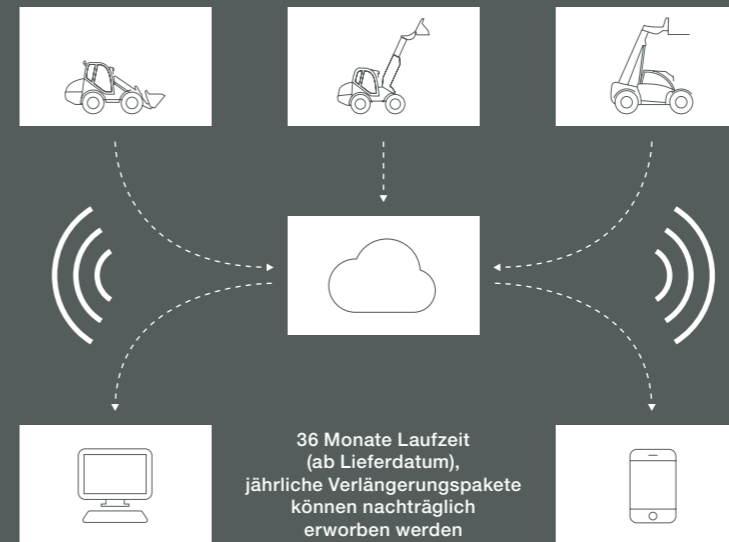 36 Monate Laufzeit
(ab Lieferdatum),
jährliche Verlängerungspakete
können nachträglich
erworben werden